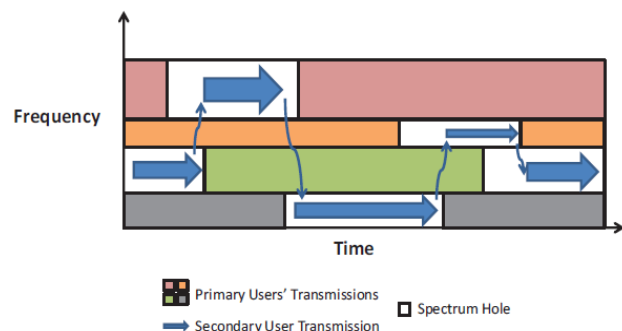 Frequency
Time
Primary Users' Transmissions
Spectrum Hole
Secondary User Transmission